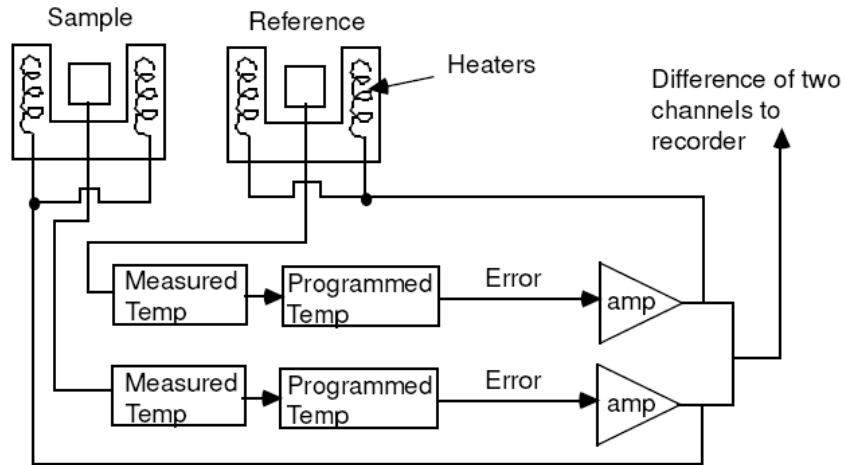 Sample
Reference
Heaters
Difference of two
channels to
recorder
Measured
Temp
Programmed
Temp
Error
amp
Measured
Temp
Programmed
Temp
Error
amp